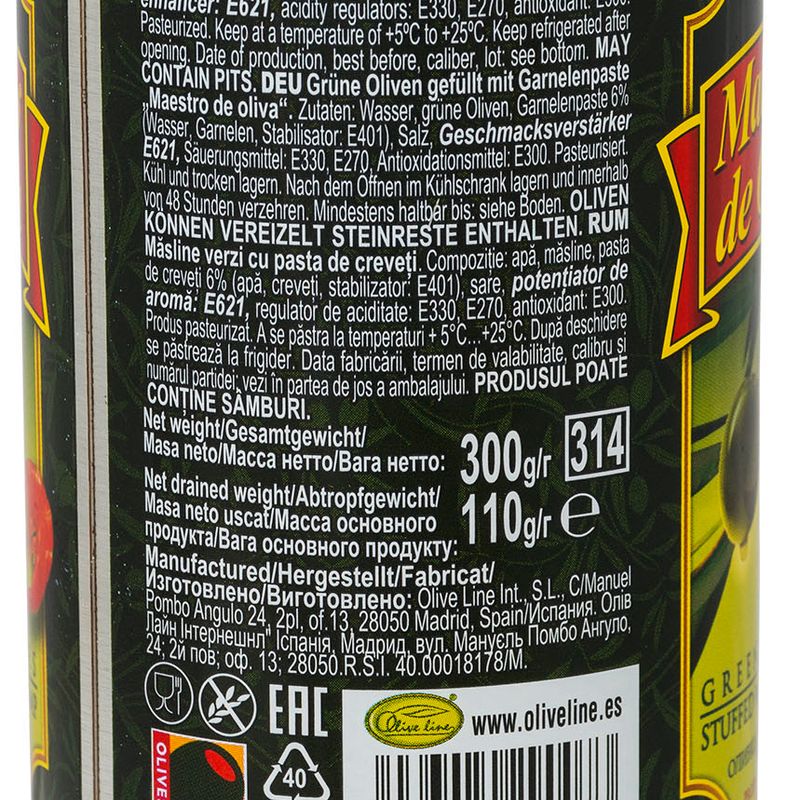 enhancer: E621, acidity regulators: E330, E270, antioxidant: E300.
Pasteurized. Keep at a temperature of +5ºC to +25ºC. Keep refrigerated after
opening. Date of production, best before, caliber, lot: see bottom. MAY
CONTAIN PITS. DEU Grüne Oliven gefüllt mit Garnelenpaste
„Maestro de oliva“. Zutaten: Wasser, grüne Oliven, Garnelenpaste 6%
(Wasser, Garnelen, Stabilisator: E401), Salz, Geschmacksverstärker
E621, Säuerungsmittel: E330, E270, Antioxidationsmittel: E300. Pasteurisiert.
Kühl und trocken lagern. Nach dem Öffnen im Kühlschrank lagern und innerhalb
von 48 Stunden verzehren. Mindestens haltbar bis: siehe Boden. OLIVEN
KÖNNEN VEREIZELT STEINRESTE ENTHALTEN. RUM
Măsline verzi cu pasta de creveți. Compoziție: apă, măsline, pasta
de creveți 6% (apă, creveti, stabilizator: E401), sare, potențiator de
aromă: E621, regulator de aciditate: E330, E270, antioxidant: E300.
Produs pasteurizat. A se păstra la temperaturi + 5°C...+25°C. După deschidere
se păstrează la frigider. Data fabricării, termen de valabilitate, calibru si
numărul partidei: vezi in partea de jos a ambalajului. PRODUSUL POATE
CONȚINE SÂMBURI.
Net weight/Gesamtgewicht/
Masa neto/Масса нетто/Вага нетто: 300g/г 314
Net drained weight/Abtropfgewicht/
Masa neto uscat/Масса основного
продукта/Вага основного продукту: 110g/г ℮
Manufactured/Hergestellt/Fabricat/
Изготовлено/Виготовлено: Olive Line Int., S.L., C/Manuel
Pombo Angulo 24, 2pl, of.13, 28050 Madrid, Spain/Испания. Олів
Лайн Інтернешнл" Іспанія, Мадрид, вул. Мануєль Помбо Ангуло,
24; 2й пов; оф. 13; 28050.R.S.I. 40.00018178/M.
EAC
Olive line
www.oliveline.es
OLIVE
40
de
GREEN
STUFFED